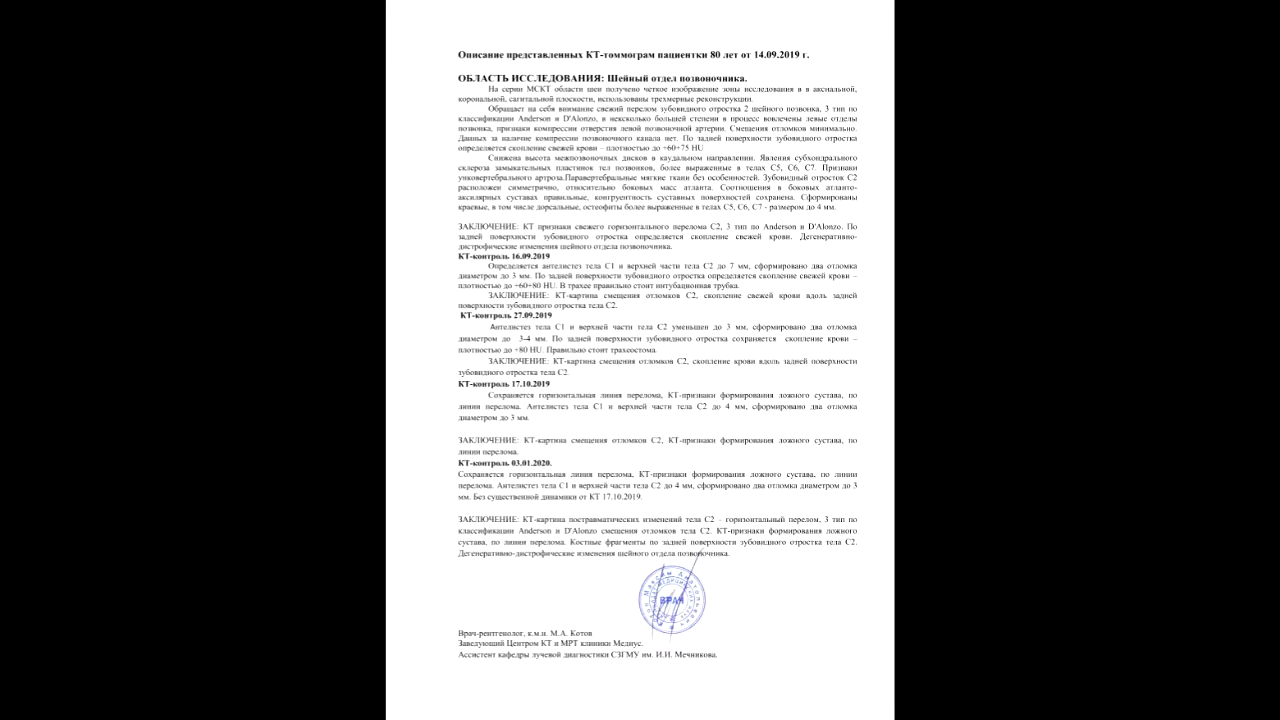 Описание представленных КТ-томмограм пациентки 80 лет от 14.09.2019 г.
ОБЛАСТЬ ИССЛЕДОВАНИЯ: Шейный отдел позвоночника.
На серии МСКТ области шеи получено четкое изображение зоны исследования в в аксиальной,
корональной, сагитальной плоскости, использованы трехмерные реконструкции.
Обращает на себя внимание свежий перелом зубовидного отростка 2 шейного позвонка, 3 тип по
классификации Anderson и D'Alonzo, в несколько большей степени в процесс вовлечены левые отделы
позвонка, признаки компрессии отверстия левой позвоночной артерии. Смещения отломков минимально.
Данных за наличие компрессии позвоночного канала нет. По задней поверхности зубовидного отростка
определяется скопление свежей крови – плотностью до +60+75 HU
Снижена высота межпозвоночных дисков в каудальном направлении. Явления субхондрального
склероза замыкательных пластинок тел позвонков, более выраженные в телах С5, С6, С7. Признаки
унковертебрального артроза.Паравертебральные мягкие ткани без особенностей. Зубовидный отросток С2
расположен симметрично, относительно боковых масс атланта. Соотношения в боковых атланто-
аксилярных суставах правильные, конгруентность суставных поверхностей сохранена. Сформированы
краевые, в том числе дорсальные, остеофиты более выраженные в телах С5, С6, С7 - размером до 4 мм.
ЗАКЛЮЧЕНИЕ: КТ признаки свежего горизонтального перелома С2, 3 тип по Anderson и D'Alonzo. По
задней поверхности зубовидного отростка определяется скопление свежей крови. Дегенеративно-
дистрофические изменения шейного отдела позвоночника.
КТ-контроль 16.09.2019
Определяется антелистез тела С1 и верхней части тела С2 до 7 мм, сформировано два отломка
диаметром до 3 мм. По задней поверхности зубовидного отростка определяется скопление свежей крови –
плотностью до +60+80 HU. В трахее правильно стоит интубационная трубка.
ЗАКЛЮЧЕНИЕ: КТ-картина смещения отломков С2, скопление свежей крови вдоль задней
поверхности зубовидного отростка тела С2.
КТ-контроль 27.09.2019
Антелистез тела С1 и верхней части тела С2 уменьшен до 3 мм, сформировано два отломка
диаметром до 3-4 мм. По задней поверхности зубовидного отростка сохраняется скопление крови –
плотностью до +80 HU. Правильно стоит трахеостома.
ЗАКЛЮЧЕНИЕ: КТ-картина смещения отломков С2, скопление крови вдоль задней поверхности
зубовидного отростка тела С2.
КТ-контроль 17.10.2019
Сохраняется горизонтальная линия перелома, КТ-признаки формирования ложного сустава, по
линии перелома. Антелистез тела С1 и верхней части тела С2 до 4 мм, сформировано два отломка
диаметром до 3 мм.
ЗАКЛЮЧЕНИЕ: КТ-картина смещения отломков С2, КТ-признаки формирования ложного сустава, по
линии перелома.
КТ-контроль 03.01.2020.
Сохраняется горизонтальная линия перелома, КТ-признаки формирования ложного сустава, по линии
перелома. Антелистез тела С1 и верхней части тела С2 до 4 мм, сформировано два отломка диаметром до 3
мм. Без существенной динамики от КТ 17.10.2019.
ЗАКЛЮЧЕНИЕ: КТ-картина постравматических изменений тела С2 – горизонтальный перелом, 3 тип по
классификации Anderson и D'Alonzo смещения отломков тела С2. КТ-признаки формирования ложного
сустава, по линии перелома. Костные фрагменты по задней поверхности зубовидного отростка тела С2.
Дегенеративно-дистрофические изменения шейного отдела позвоночника.
ВРАЧ
Врач-рентгенолог, к.м.н. М.А. Котов
Заведующий Центром КТ и МРТ клиники Медиус.
Ассистент кафедры лучевой диагностики СЗГМУ им. И.И. Мечникова.